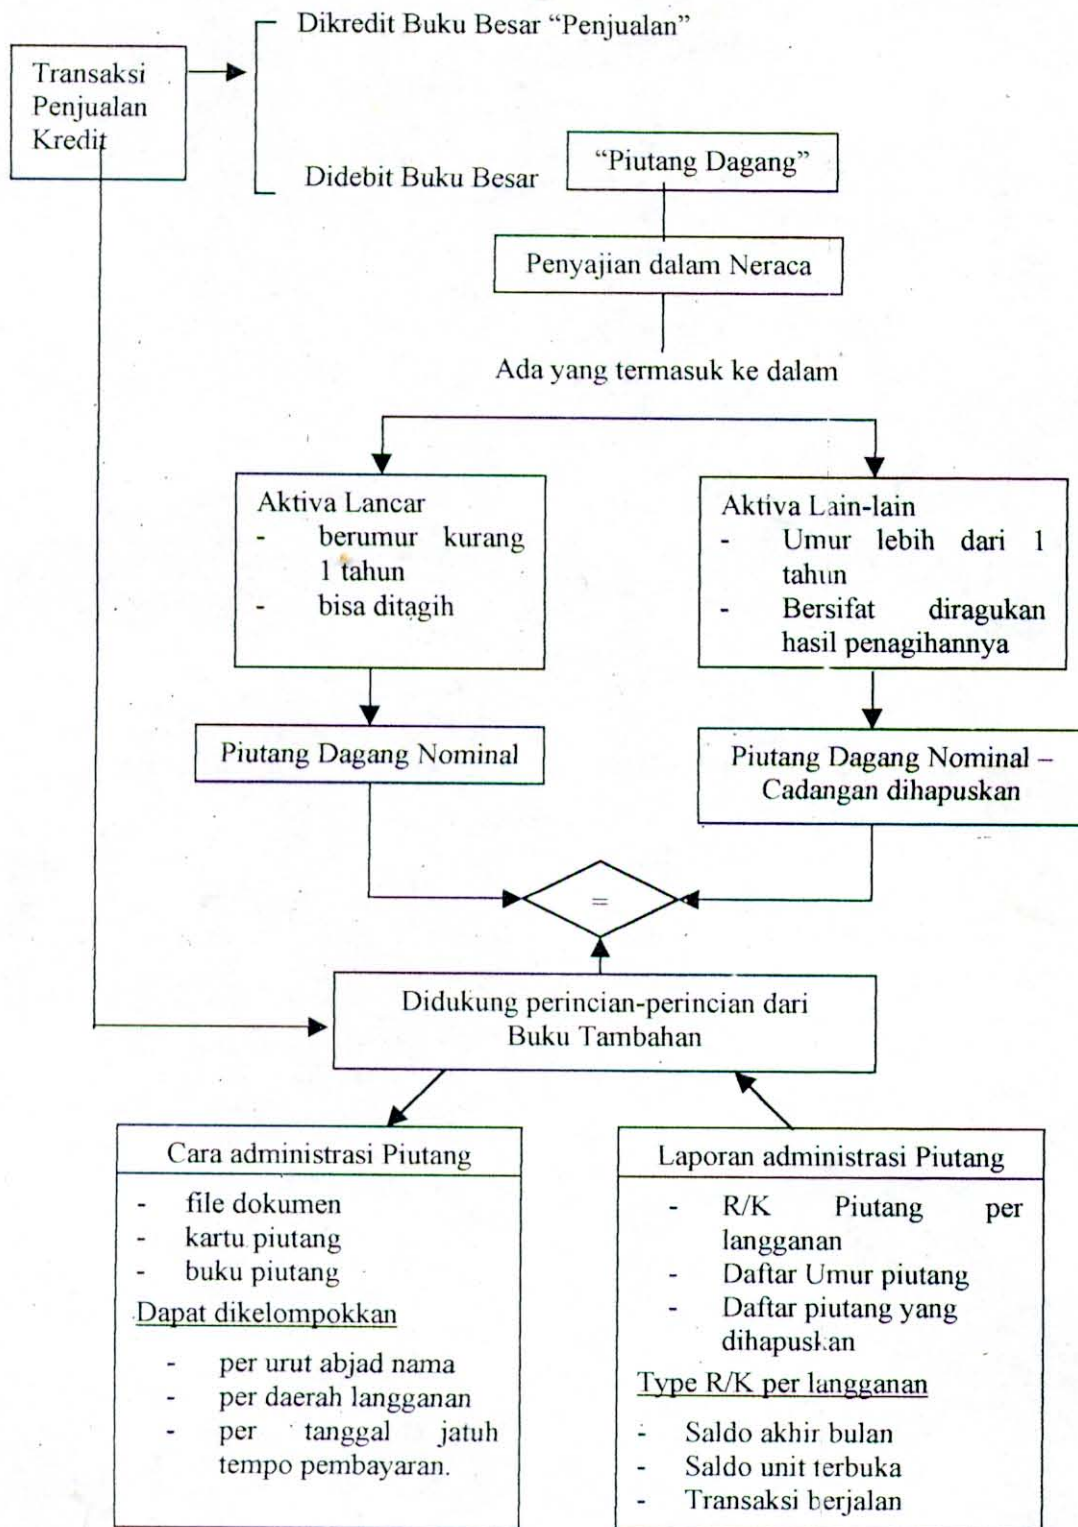 Dikredit Buku Besar “Penjualan”
Transaksi
Penjualan
Kredit
Didebit Buku Besar
“Piutang Dagang”
Penyajian dalam Neraca
Ada yang termasuk ke dalam
Aktiva Lancar
- berumur kurang
1 tahun
- bisa ditagih
Aktiva Lain-lain
- Umur lebih dari 1
tahun
- Bersifat diragukan
hasil penagihannya
Piutang Dagang Nominal
Piutang Dagang Nominal –
Cadangan dihapuskan
=
Didukung perincian-perincian dari
Buku Tambahan
Cara administrasi Piutang
- file dokumen
- kartu piutang
- buku piutang
Dapat dikelompokkan
- per urut abjad nama
- per daerah langganan
- per tanggal jatuh
tempo pembayaran.
Laporan administrasi Piutang
- R/K Piutang per
langganan
- Daftar Umur piutang
- Daftar piutang yang
dihapuskan
Type R/K per langganan
- Saldo akhir bulan
- Saldo unit terbuka
- Transaksi berjalan